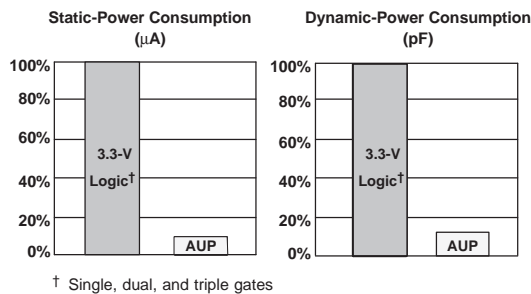 Static-Power Consumption
(μA)
100%
80%
60%
40%
20%
0%
3.3-V
Logic†
AUP
Dynamic-Power Consumption
(pF)
100%
80%
60%
40%
20%
0%
3.3-V
Logic†
AUP
† Single, dual, and triple gates